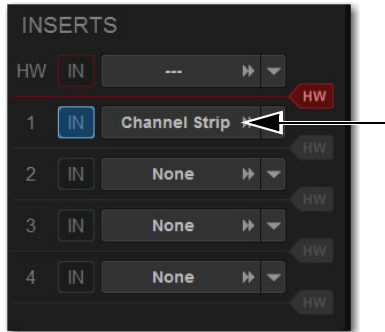 INSERTS
HW IN ---
HW
1 IN Channel Strip
HW
2 IN None
HW
3 IN None
HW
4 IN None
HW